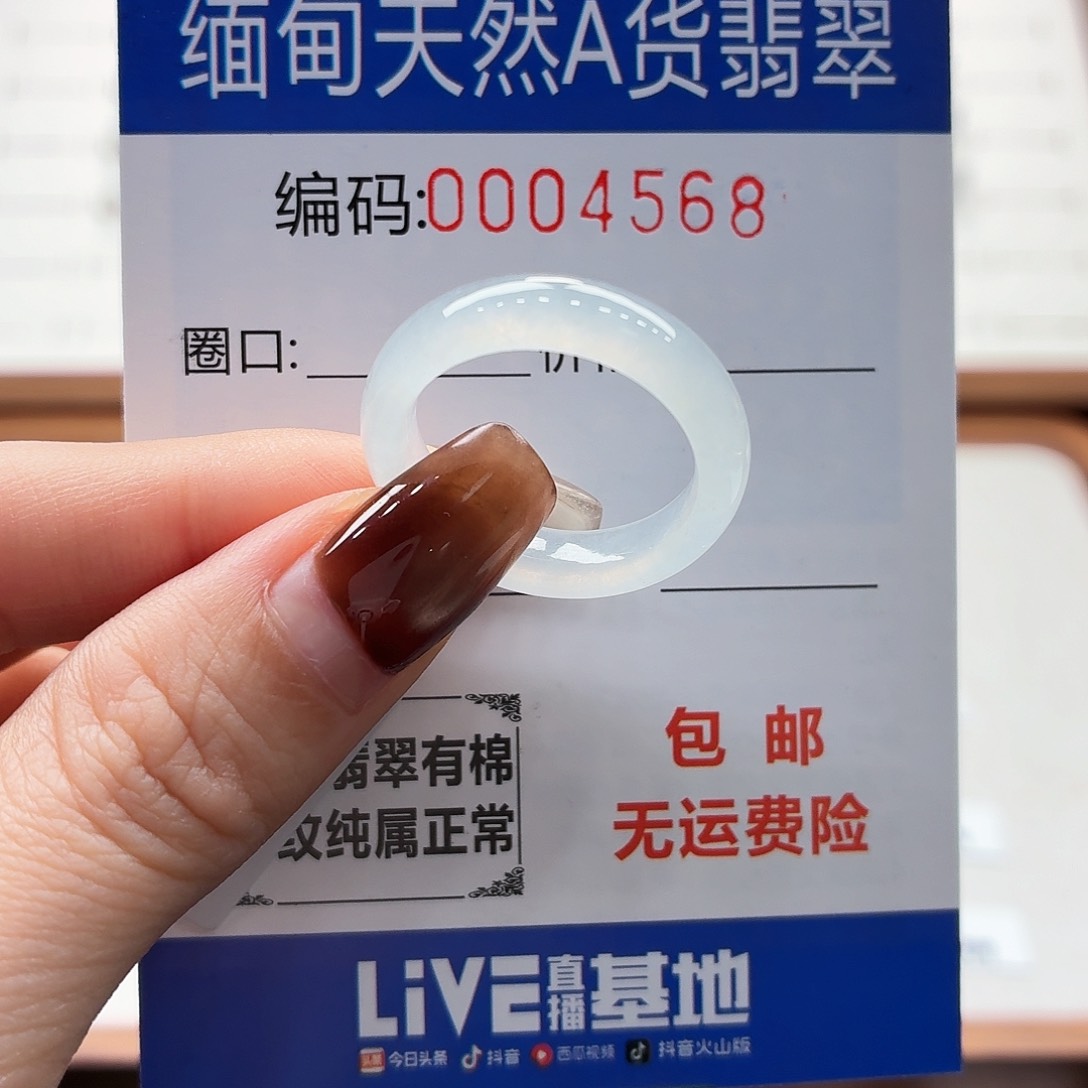 缅甸天然A货翡翠
编码:0004568
圈口:
翡翠有棉
纹纯属正常
包 邮
无运费险
LiVE直播基地
今日头条 抖音 西瓜视频 抖音火山版